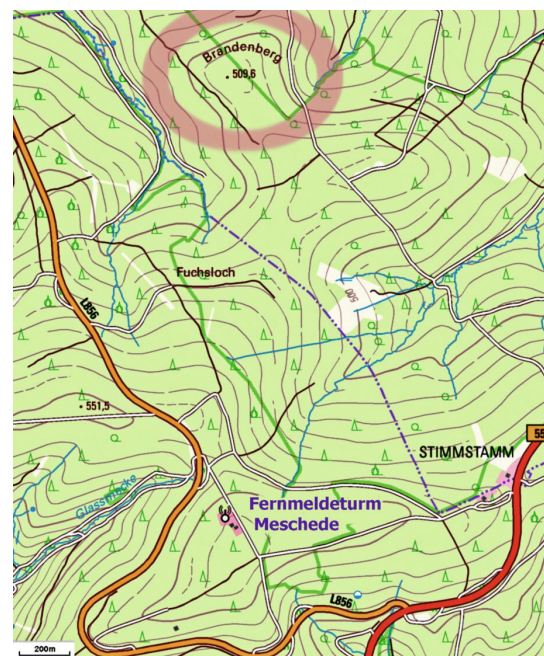 Brandenberg
509,6
Fuchsloch
500
L856
551,5
STIMMSTAMM
55
Glassmecke
Fernmeldeturm
Meschede
L856
200m